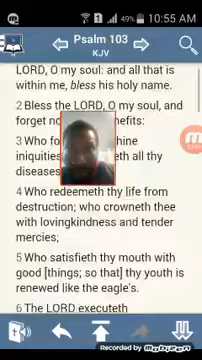 49% 10:55 AM
Psalm 103
KJV
LORD, O my soul: and all that is
within me, bless his holy name.
2 Bless the LORD, O my soul, and
forget efits:
3 Who hine
iniquities eth all thy
diseases
4 Who redeemeth thy life from
destruction; who crowneth thee
with lovingkindness and tender
mercies;
5 Who satisfieth thy mouth with
good [things; so that] thy youth is
renewed like the eagle's.
6 The LORD executeth
Recorded by
Mobizen